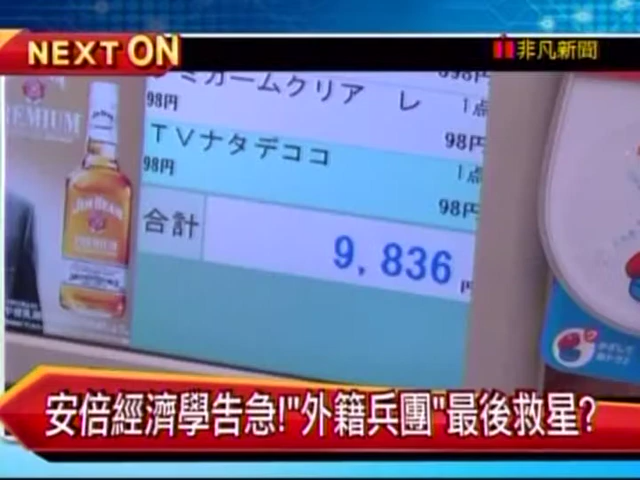 NEXT ON
非凡新聞
ミガームクリア レ
1点
98円
98円
TVナタデココ
1点
98円
98円
合計
9,836
円
PREMIUM
JIM BEAM
PREMIUM
安倍經濟學告急!"外籍兵團"最後救星?